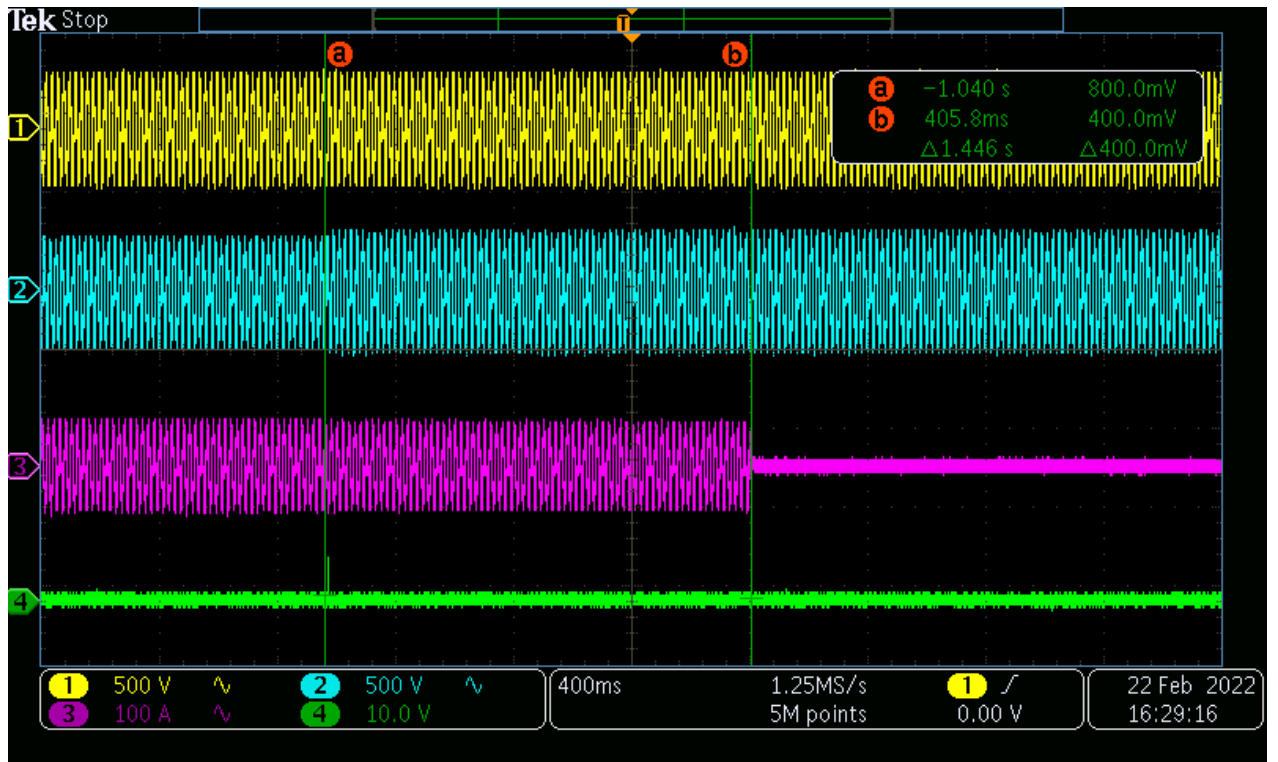 Tek Stop
T
a
b
a −1.040 s 800.0mV
b 405.8ms 400.0mV
△1.446 s △400.0mV
1
2
3
4
1 500 V 2 500 V 400ms 1.25MS/s 1 22 Feb 2022
3 100 A 4 10.0 V 5M points 0.00 V 16:29:16